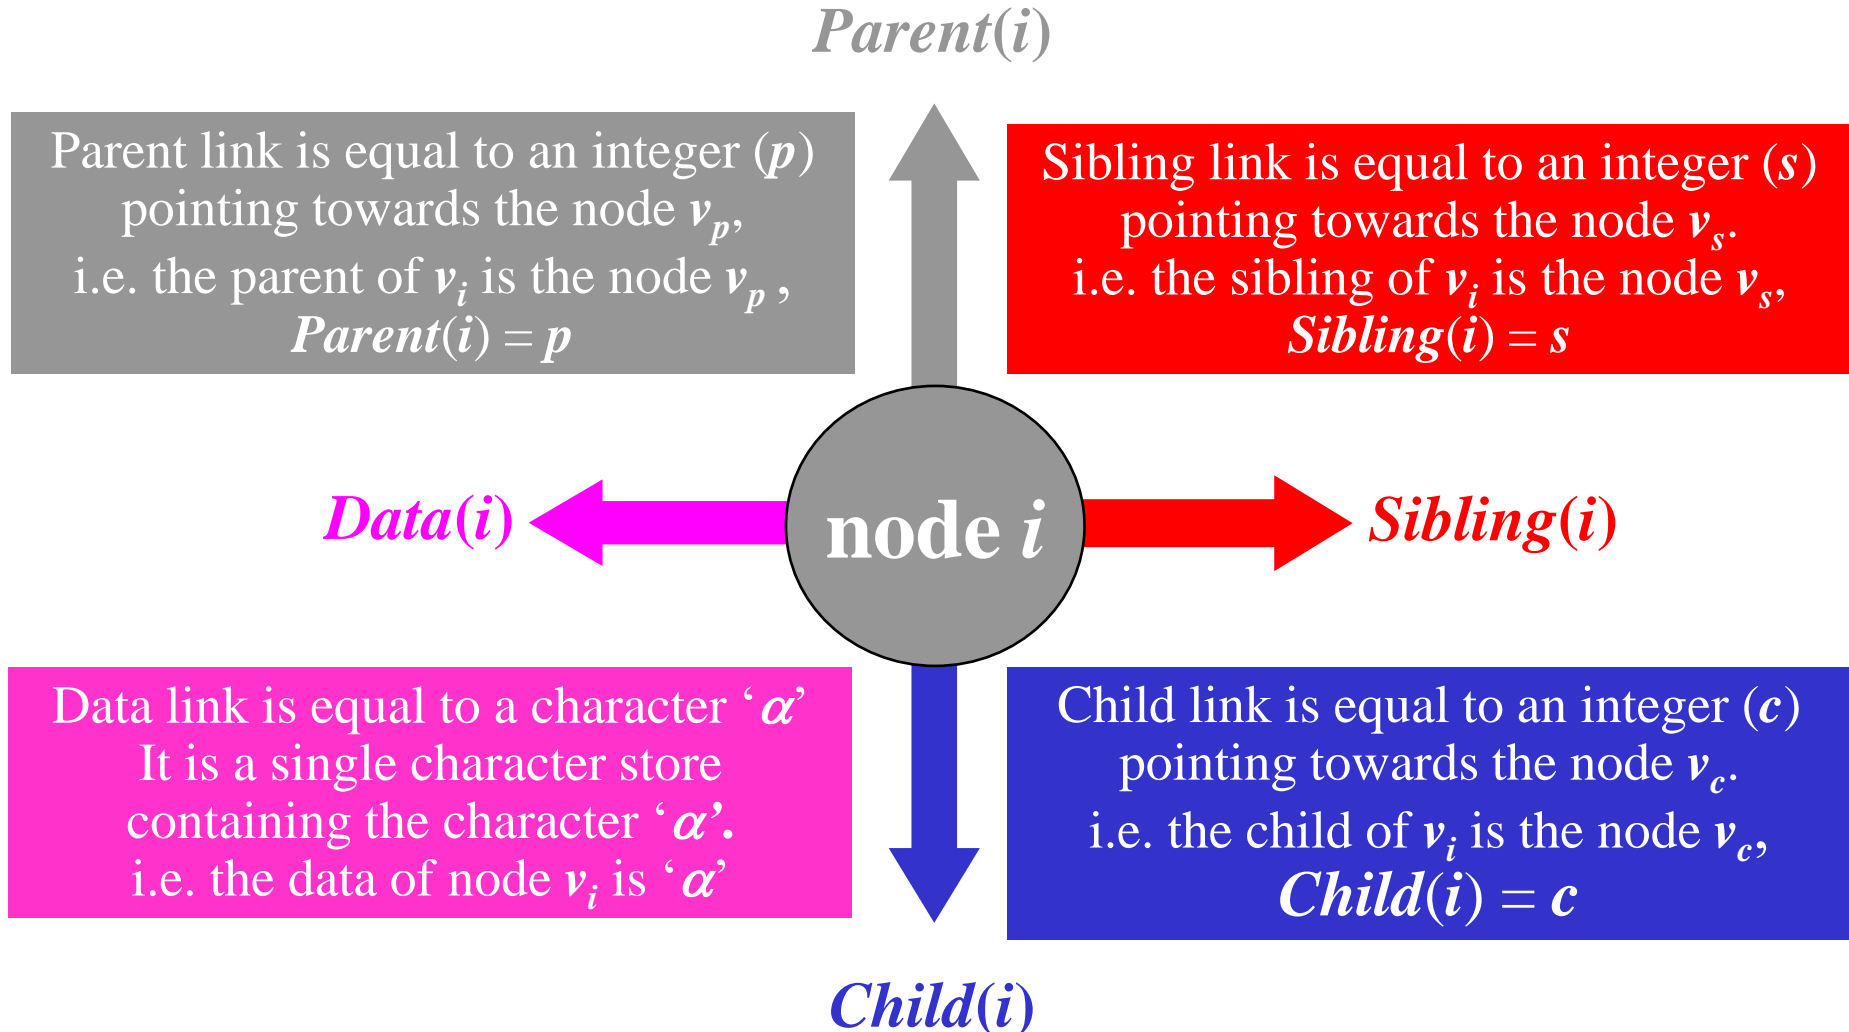 Parent(i)
Parent link is equal to an integer (p)
pointing towards the node vₚ,
i.e. the parent of vᵢ is the node vₚ ,
Parent(i) = p
Sibling link is equal to an integer (s)
pointing towards the node vₛ.
i.e. the sibling of vᵢ is the node vₛ,
Sibling(i) = s
Data(i)
node i
Sibling(i)
Data link is equal to a character ‘α’
It is a single character store
containing the character ‘α’.
i.e. the data of node vᵢ is ‘α’
Child link is equal to an integer (c)
pointing towards the node v_c.
i.e. the child of vᵢ is the node v_c,
Child(i) = c
Child(i)